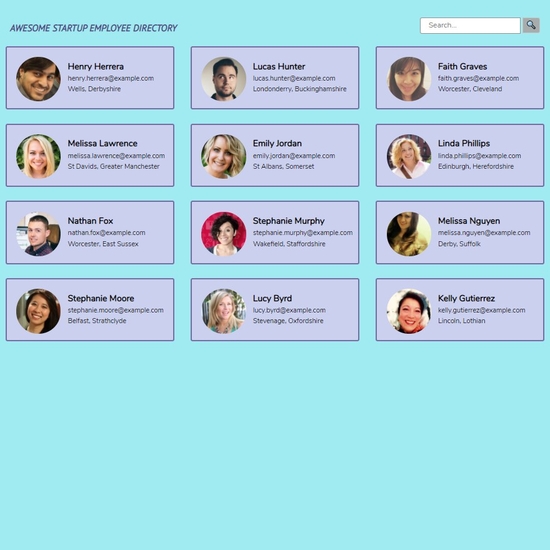 AWESOME STARTUP EMPLOYEE DIRECTORY
Search...
Henry Herrera
henry.herrera@example.com
Wells, Derbyshire
Lucas Hunter
lucas.hunter@example.com
Londonderry, Buckinghamshire
Faith Graves
faith.graves@example.com
Worcester, Cleveland
Melissa Lawrence
melissa.lawrence@example.com
St Davids, Greater Manchester
Emily Jordan
emily.jordan@example.com
St Albans, Somerset
Linda Phillips
linda.phillips@example.com
Edinburgh, Herefordshire
Nathan Fox
nathan.fox@example.com
Worcester, East Sussex
Stephanie Murphy
stephanie.murphy@example.com
Wakefield, Staffordshire
Melissa Nguyen
melissa.nguyen@example.com
Derby, Suffolk
Stephanie Moore
stephanie.moore@example.com
Belfast, Strathclyde
Lucy Byrd
lucy.byrd@example.com
Stevenage, Oxfordshire
Kelly Gutierrez
kelly.gutierrez@example.com
Lincoln, Lothian